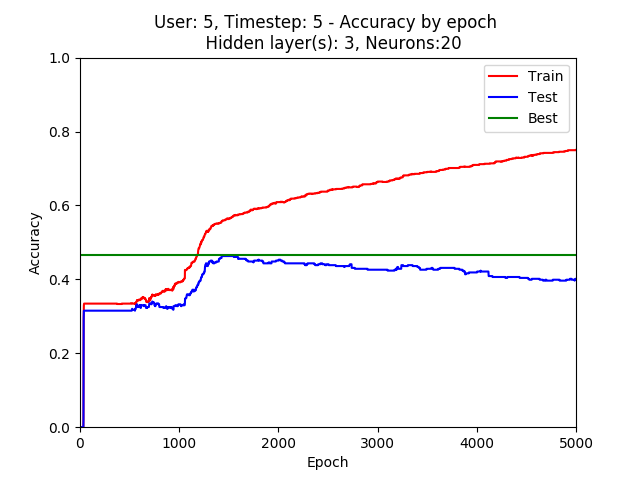 User: 5, Timestep: 5 - Accuracy by epoch
Hidden layer(s): 3, Neurons:20
1.0
0.8
0.6
0.4
0.2
0.0
Accuracy
Train
Test
Best
0 1000 2000 3000 4000 5000
Epoch